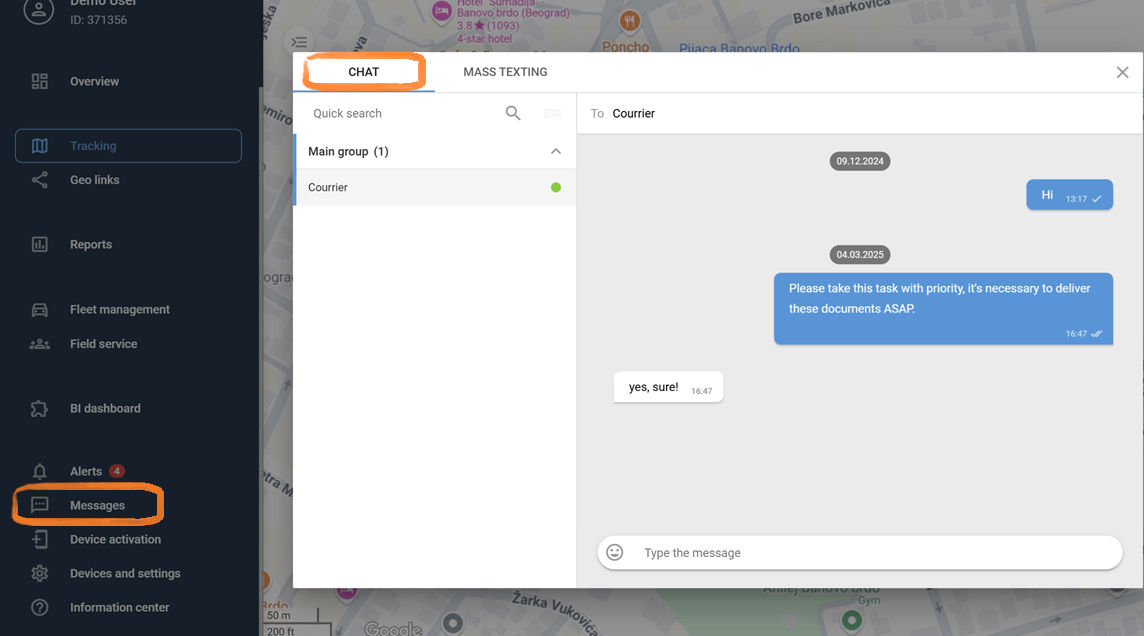 Demo User
ID: 371356
Overview
Tracking
Geo links
Reports
Fleet management
Field service
BI dashboard
Alerts 4
Messages
Device activation
Devices and settings
Information center
Hotel "Sumadija"
Banovo brdo (Beograd)
3.8★ (1093)
4-star hotel
Poncho
Pijaca Banovo Brdo
Bore Markovića
CHAT
MASS TEXTING
Quick search
Main group (1)
Courrier
To Courrier
09.12.2024
Hi 13:17
04.03.2025
Please take this task with priority, it's necessary to deliver
these documents ASAP.
16:47
yes, sure! 16:47
Type the message
50 m
200 ft
Google
Žarka Vukovića
Gym